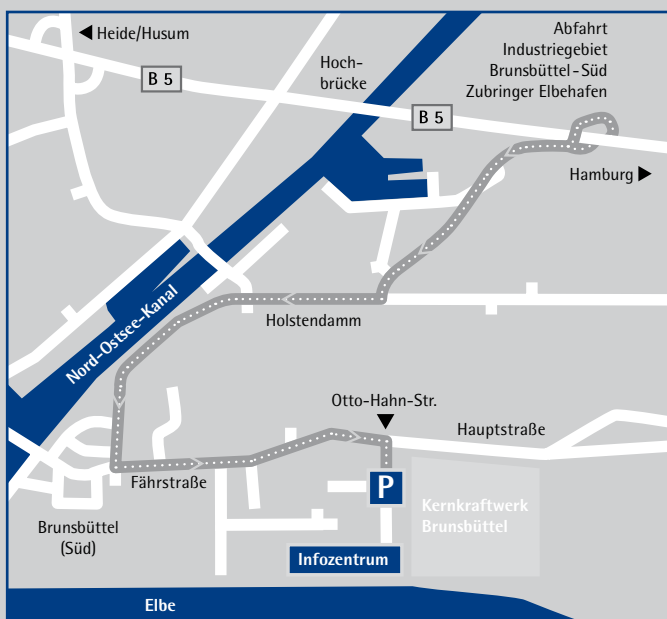 Heide/Husum
B 5
Hoch-
brücke
Abfahrt
Industriegebiet
Brunsbüttel-Süd
Zubringer Elbehafen
B 5
Hamburg
Nord-Ostsee-Kanal
Holstendamm
Otto-Hahn-Str.
Hauptstraße
Fährstraße
P
Kernkraftwerk
Brunsbüttel
Brunsbüttel
(Süd)
Infozentrum
Elbe